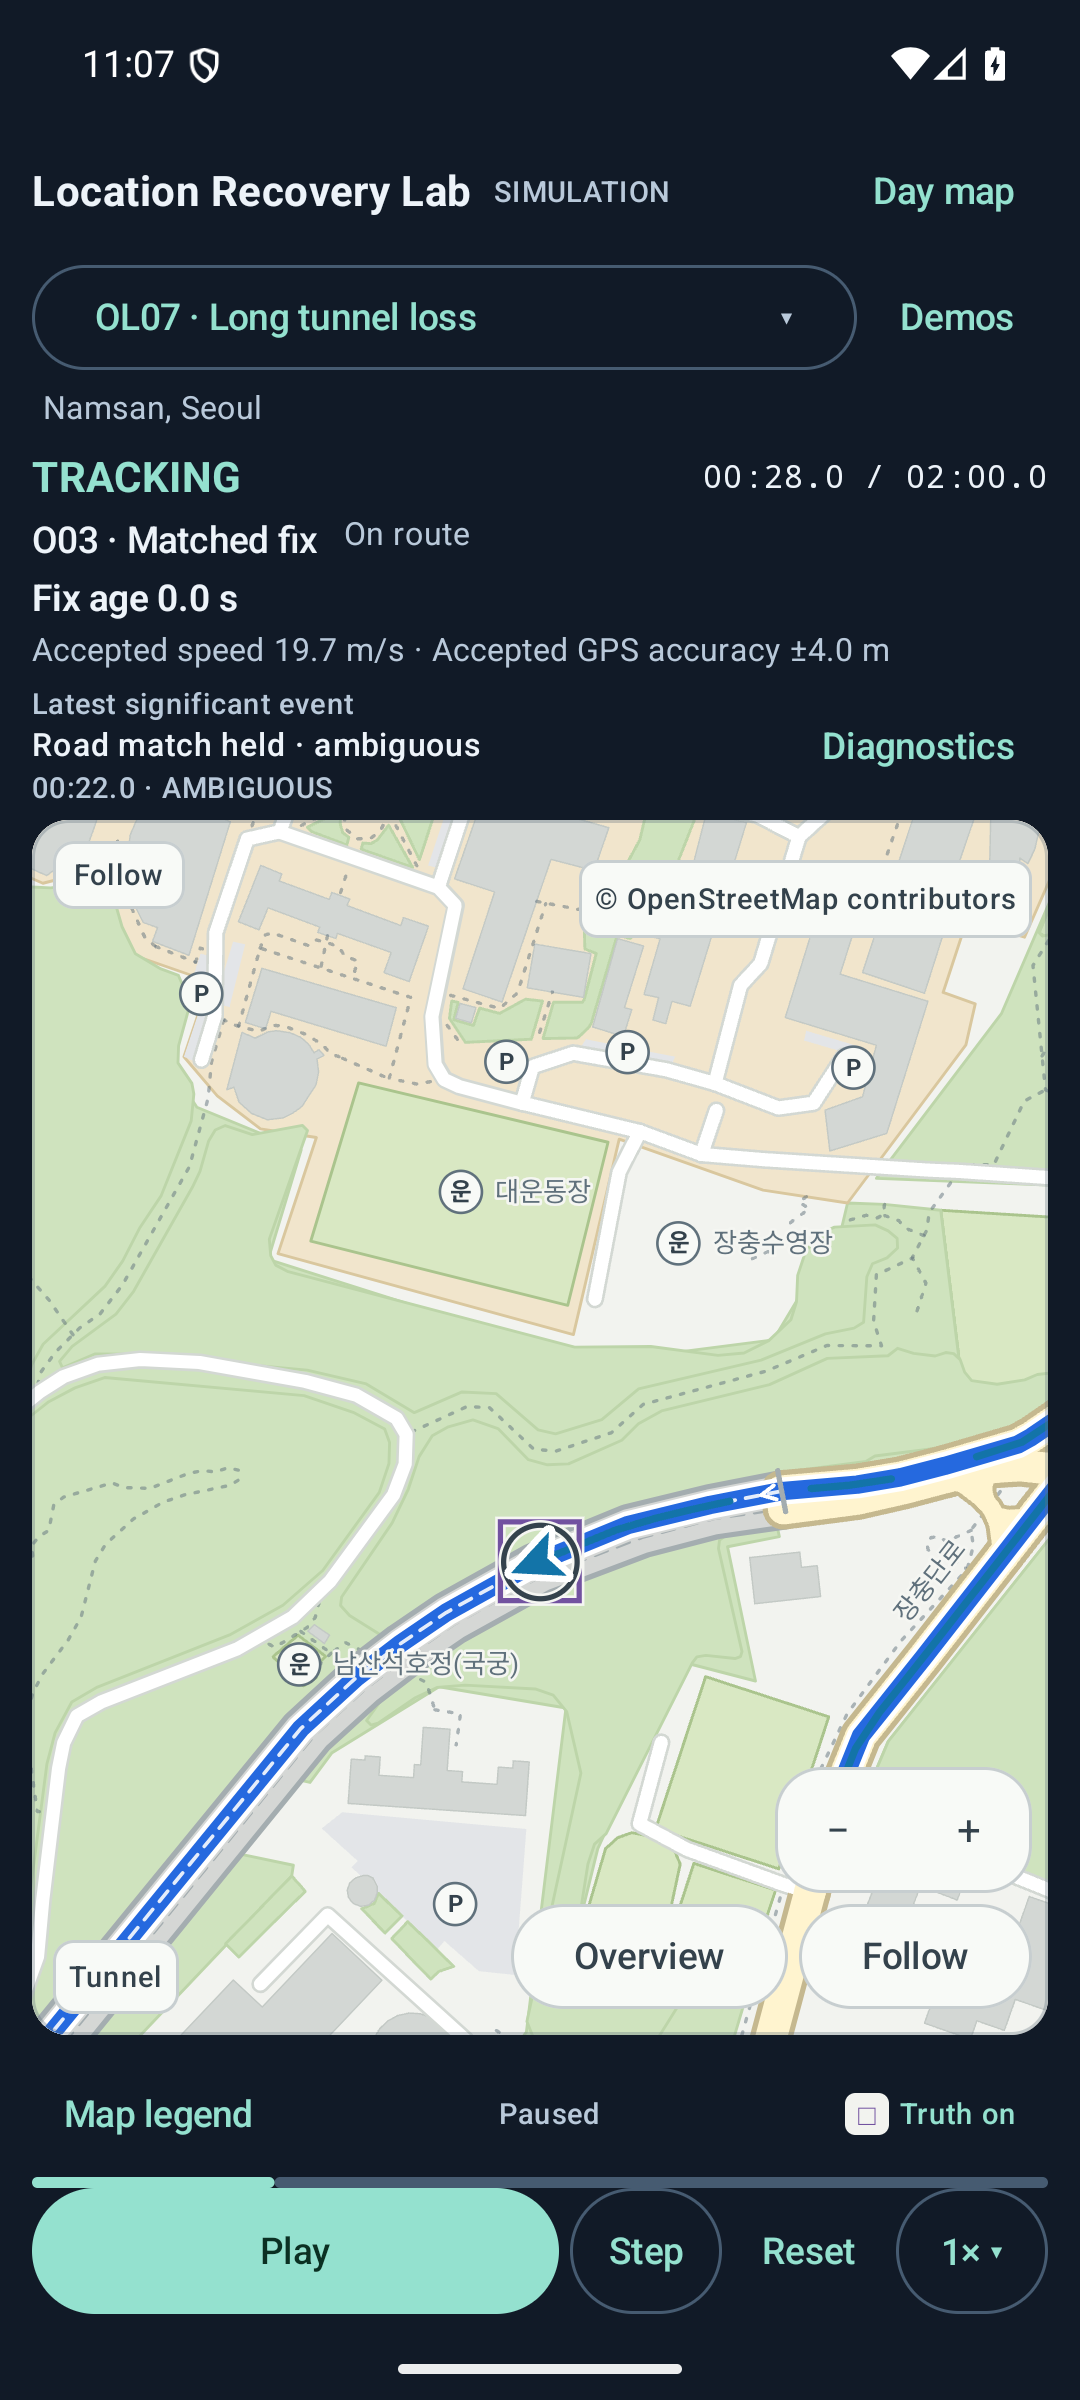 11:07
Location Recovery Lab SIMULATION Day map
OL07 · Long tunnel loss ▾ Demos
Namsan, Seoul
TRACKING 00:28.0 / 02:00.0
O03 · Matched fix On route
Fix age 0.0 s
Accepted speed 19.7 m/s · Accepted GPS accuracy ±4.0 m
Latest significant event
Road match held · ambiguous Diagnostics
00:22.0 · AMBIGUOUS
Follow
© OpenStreetMap contributors
P
P
P
P
운 대운동장
운 장충수영장
장충단로
운 남산석호정(국궁)
− +
P
Overview Follow
Tunnel
Map legend Paused Truth on
Play Step Reset 1× ▾